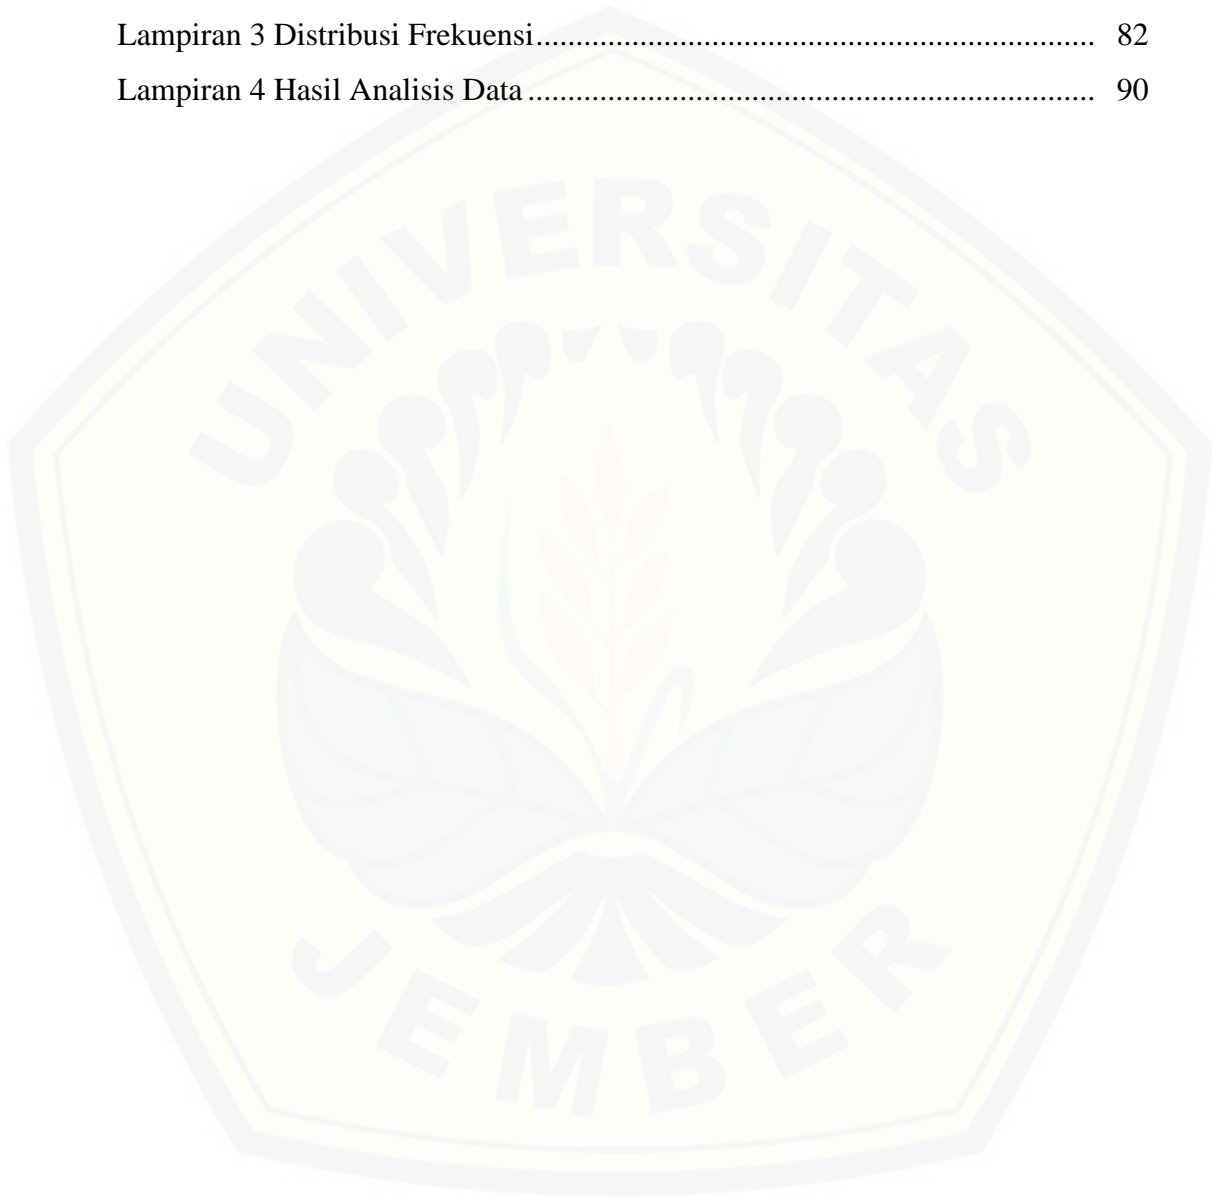 Lampiran 3 Distribusi Frekuensi...................................................................... 82
Lampiran 4 Hasil Analisis Data....................................................................... 90
UNIVERSITAS
JEMBER